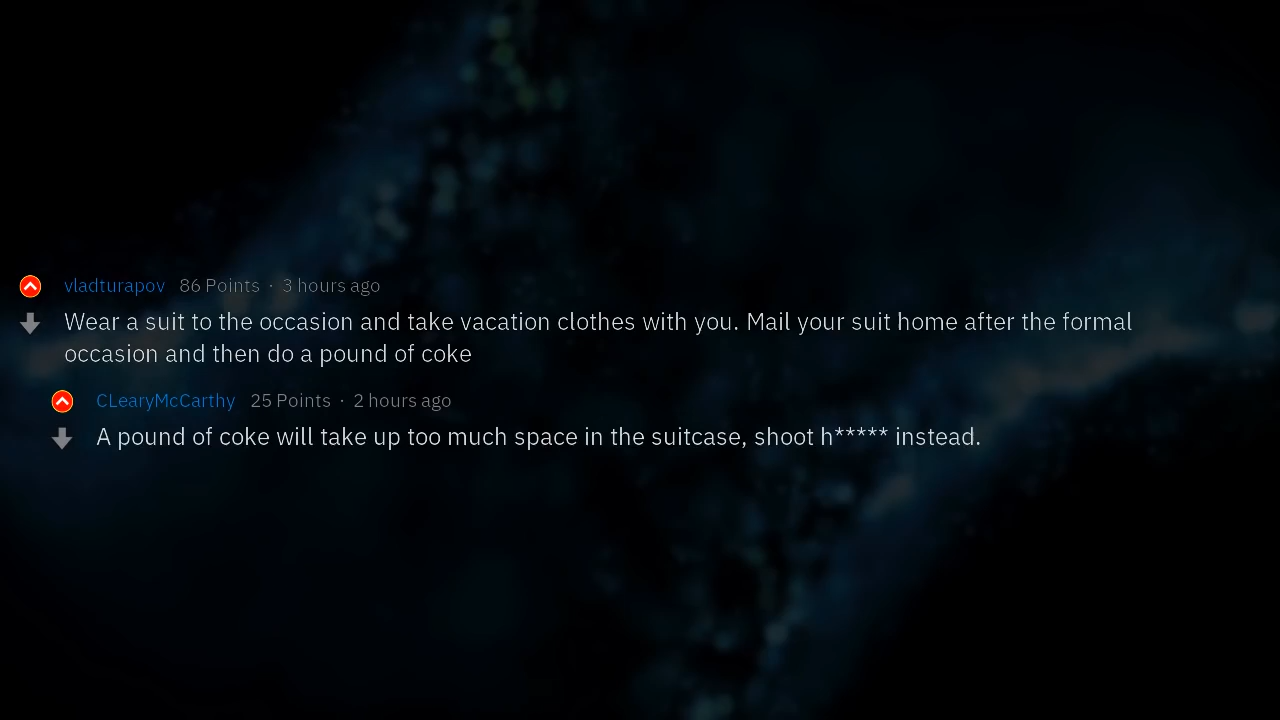 vladturapov 86 Points · 3 hours ago
Wear a suit to the occasion and take vacation clothes with you. Mail your suit home after the formal
occasion and then do a pound of coke
CLearyMcCarthy 25 Points · 2 hours ago
A pound of coke will take up too much space in the suitcase, shoot h***** instead.